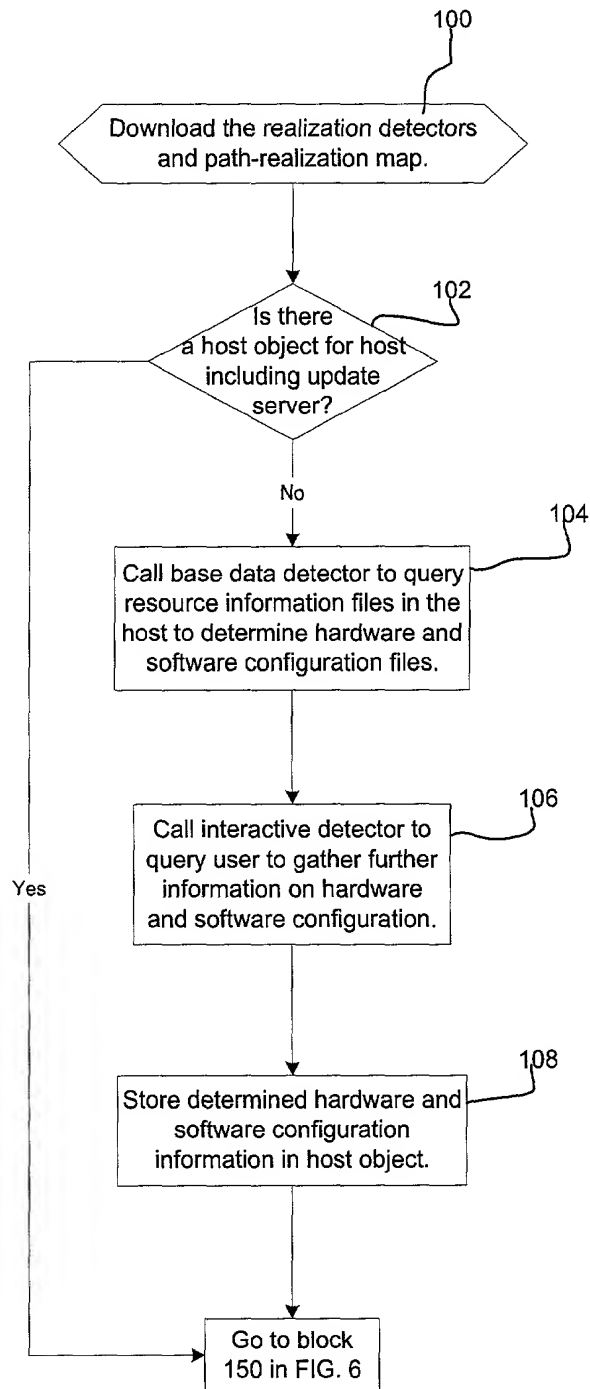 100
Download the realization detectors
and path-realization map.
102
Is there
a host object for host
including update
server?
No
104
Call base data detector to query
resource information files in the
host to determine hardware and
software configuration files.
106
Call interactive detector to
query user to gather further
information on hardware
and software configuration.
Yes
108
Store determined hardware and
software configuration
information in host object.
Go to block
150 in FIG. 6